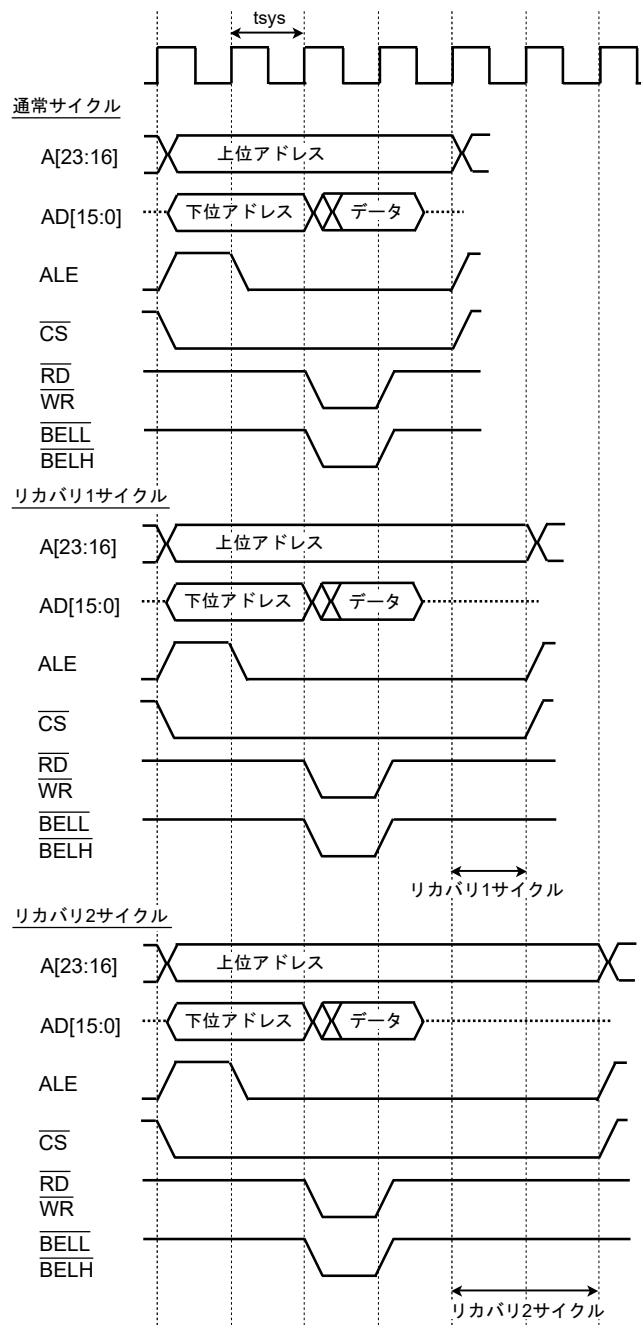 tsys
通常サイクル
A[23:16]
上位アドレス
AD[15:0]
下位アドレス
データ
ALE
CS
RD
WR
BELL
BELH
リカバリ1サイクル
A[23:16]
上位アドレス
AD[15:0]
下位アドレス
データ
ALE
CS
RD
WR
BELL
BELH
リカバリ1サイクル
リカバリ2サイクル
A[23:16]
上位アドレス
AD[15:0]
下位アドレス
データ
ALE
CS
RD
WR
BELL
BELH
リカバリ2サイクル